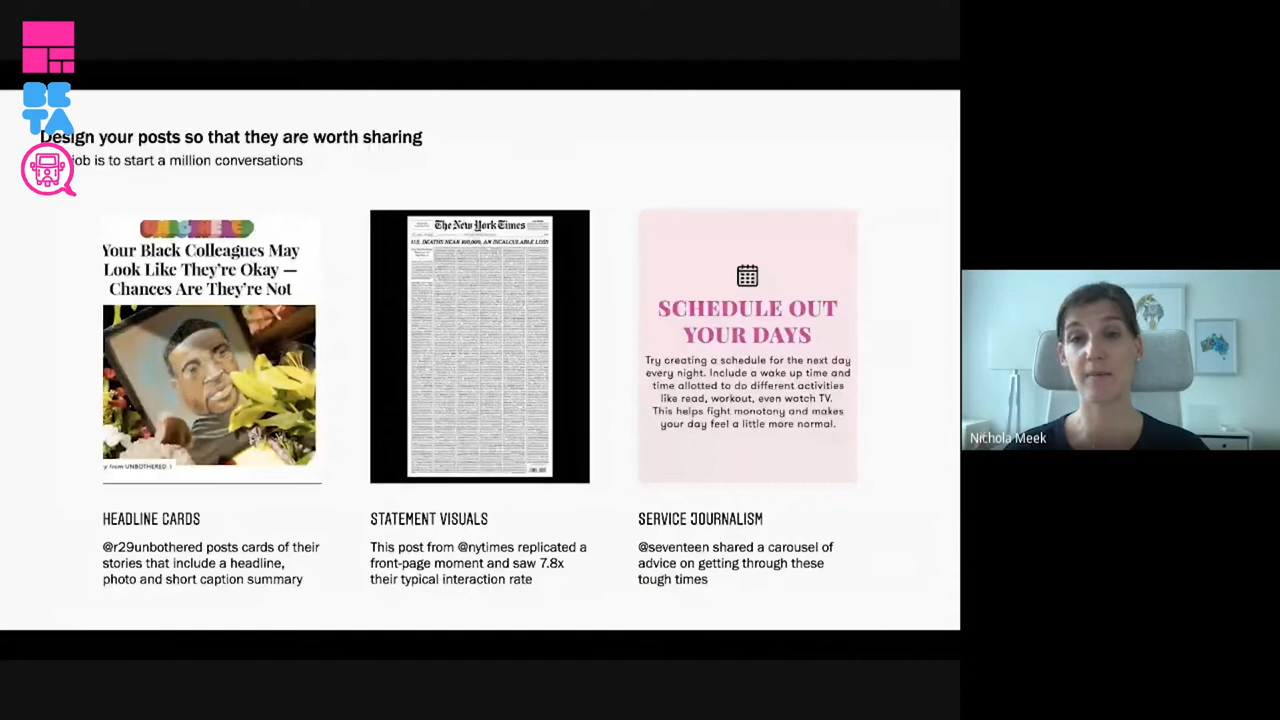 BE
TA
Design your posts so that they are worth sharing
job is to start a million conversations
Your Black Colleagues May
Look Like They're Okay —
Chances Are They're Not
y from UNBOTHERED
The New York Times
U.S. DEATHS NEAR 100,000, AN INCALCULABLE LOSS
SCHEDULE OUT
YOUR DAYS
Try creating a schedule for the next day
every night. Include a wake up time and
time allotted to do different activities
like read, workout, even watch TV.
This helps fight monotony and makes
your day feel a little more normal.
HEADLINE CARDS
@r29unbothered posts cards of their
stories that include a headline,
photo and short caption summary
STATEMENT VISUALS
This post from @nytimes replicated a
front-page moment and saw 7.8x
their typical interaction rate
SERVICE JOURNALISM
@seventeen shared a carousel of
advice on getting through these
tough times
Nichola Meek